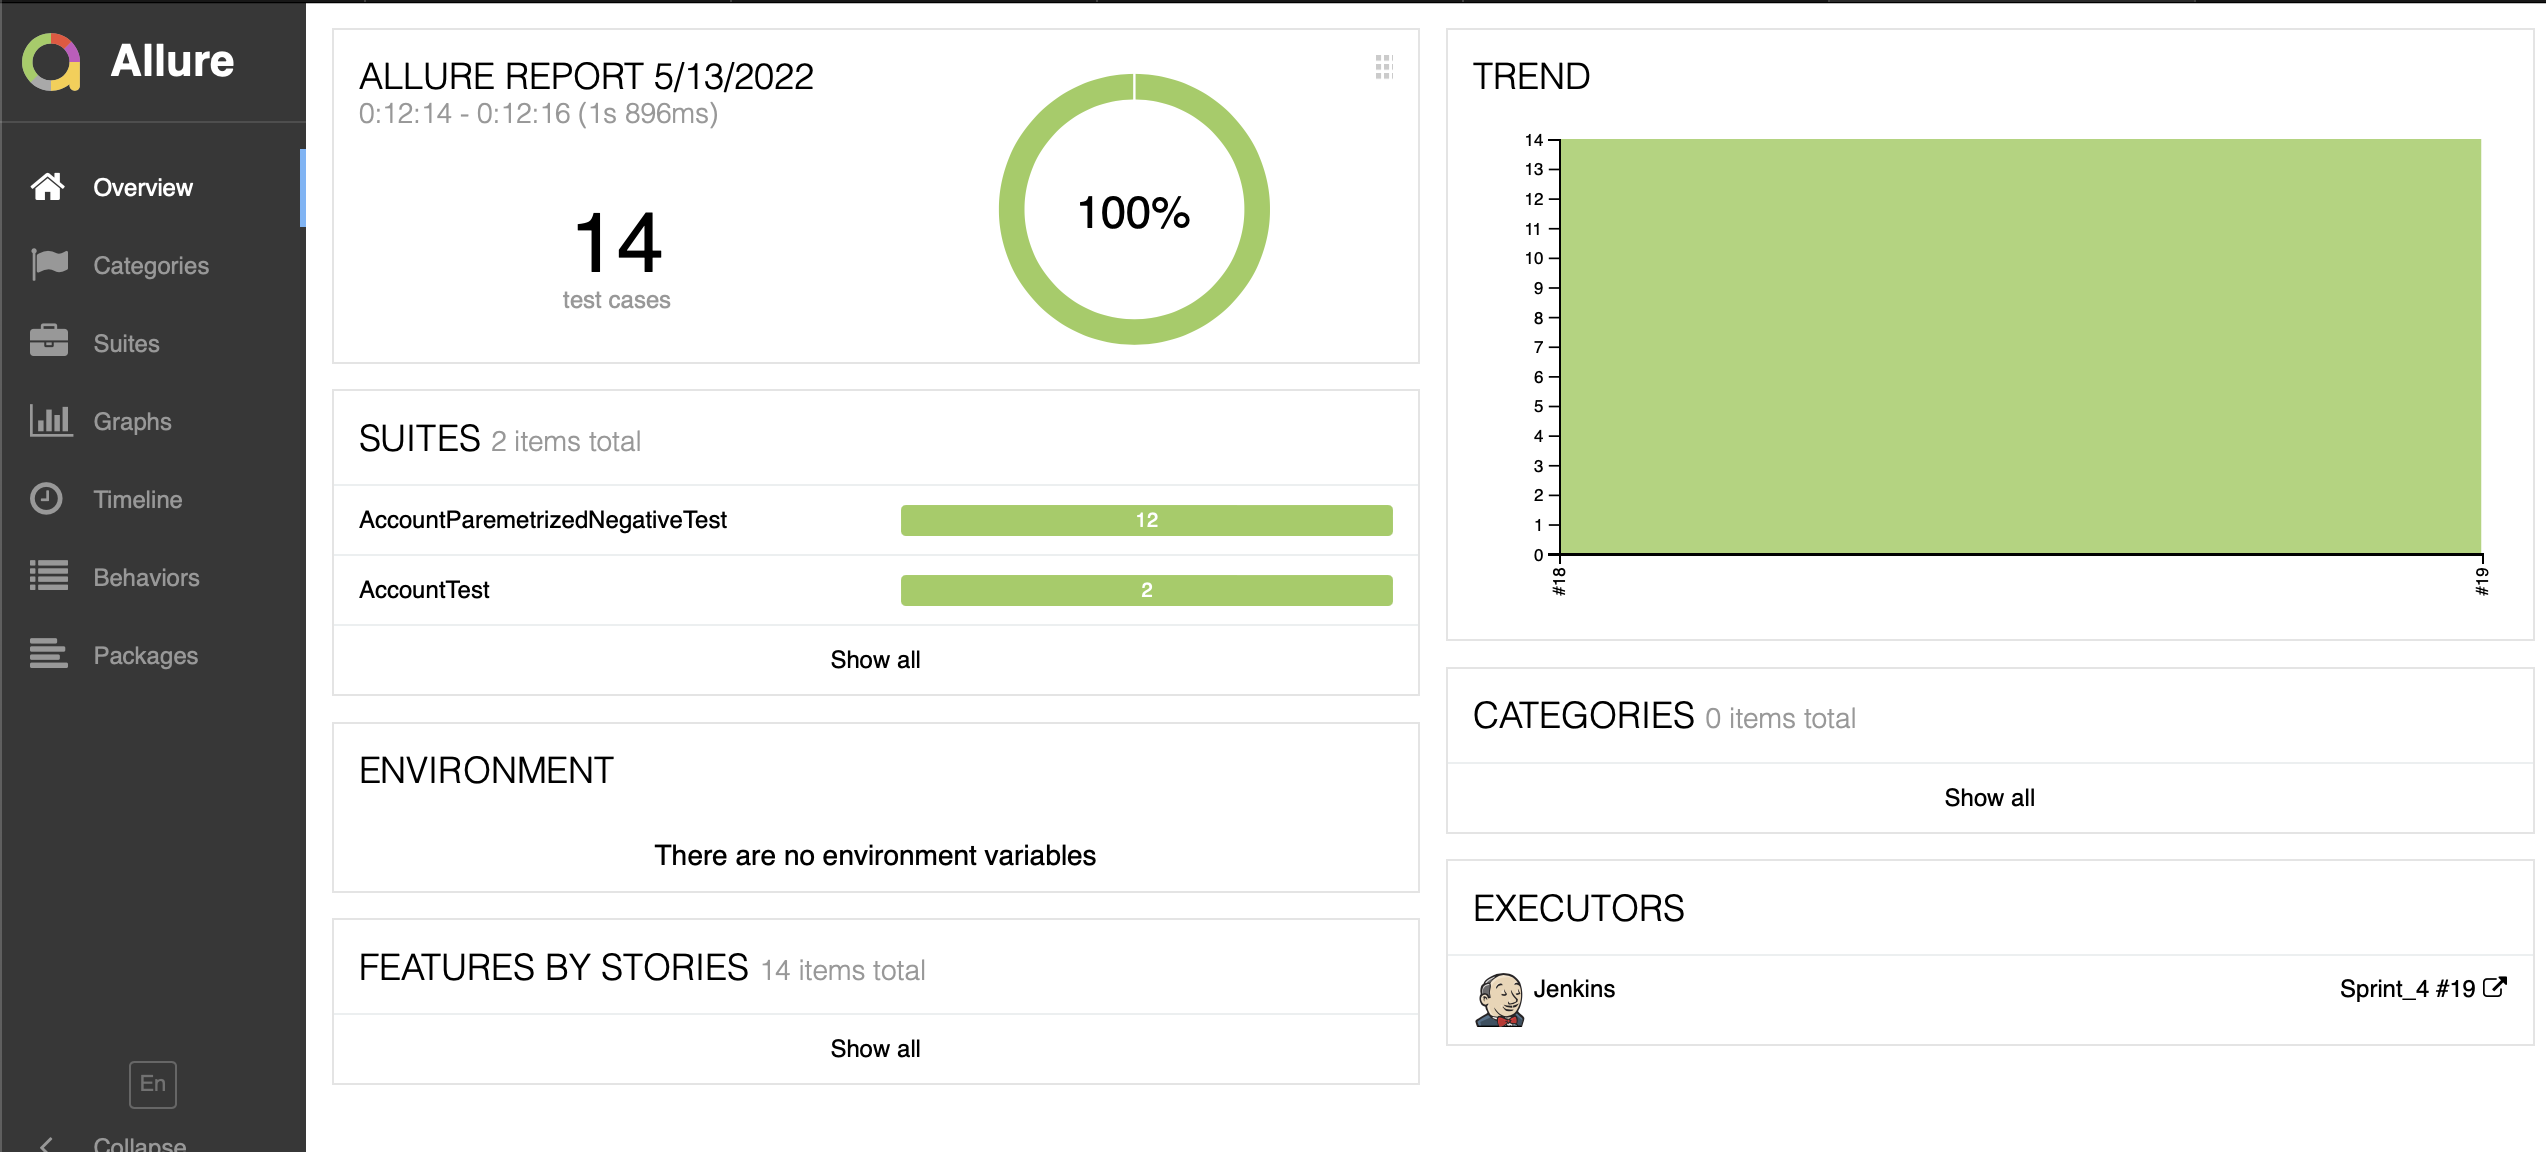 Allure
Overview
Categories
Suites
Graphs
Timeline
Behaviors
Packages
En
Collapse
ALLURE REPORT 5/13/2022
0:12:14 - 0:12:16 (1s 896ms)
14
test cases
100%
SUITES 2 items total
AccountParemetrizedNegativeTest 12
AccountTest 2
Show all
ENVIRONMENT
There are no environment variables
FEATURES BY STORIES 14 items total
Show all
TREND
14
13
12
11
10
9
8
7
6
5
4
3
2
1
0
#18 #19
CATEGORIES 0 items total
Show all
EXECUTORS
Jenkins Sprint_4 #19